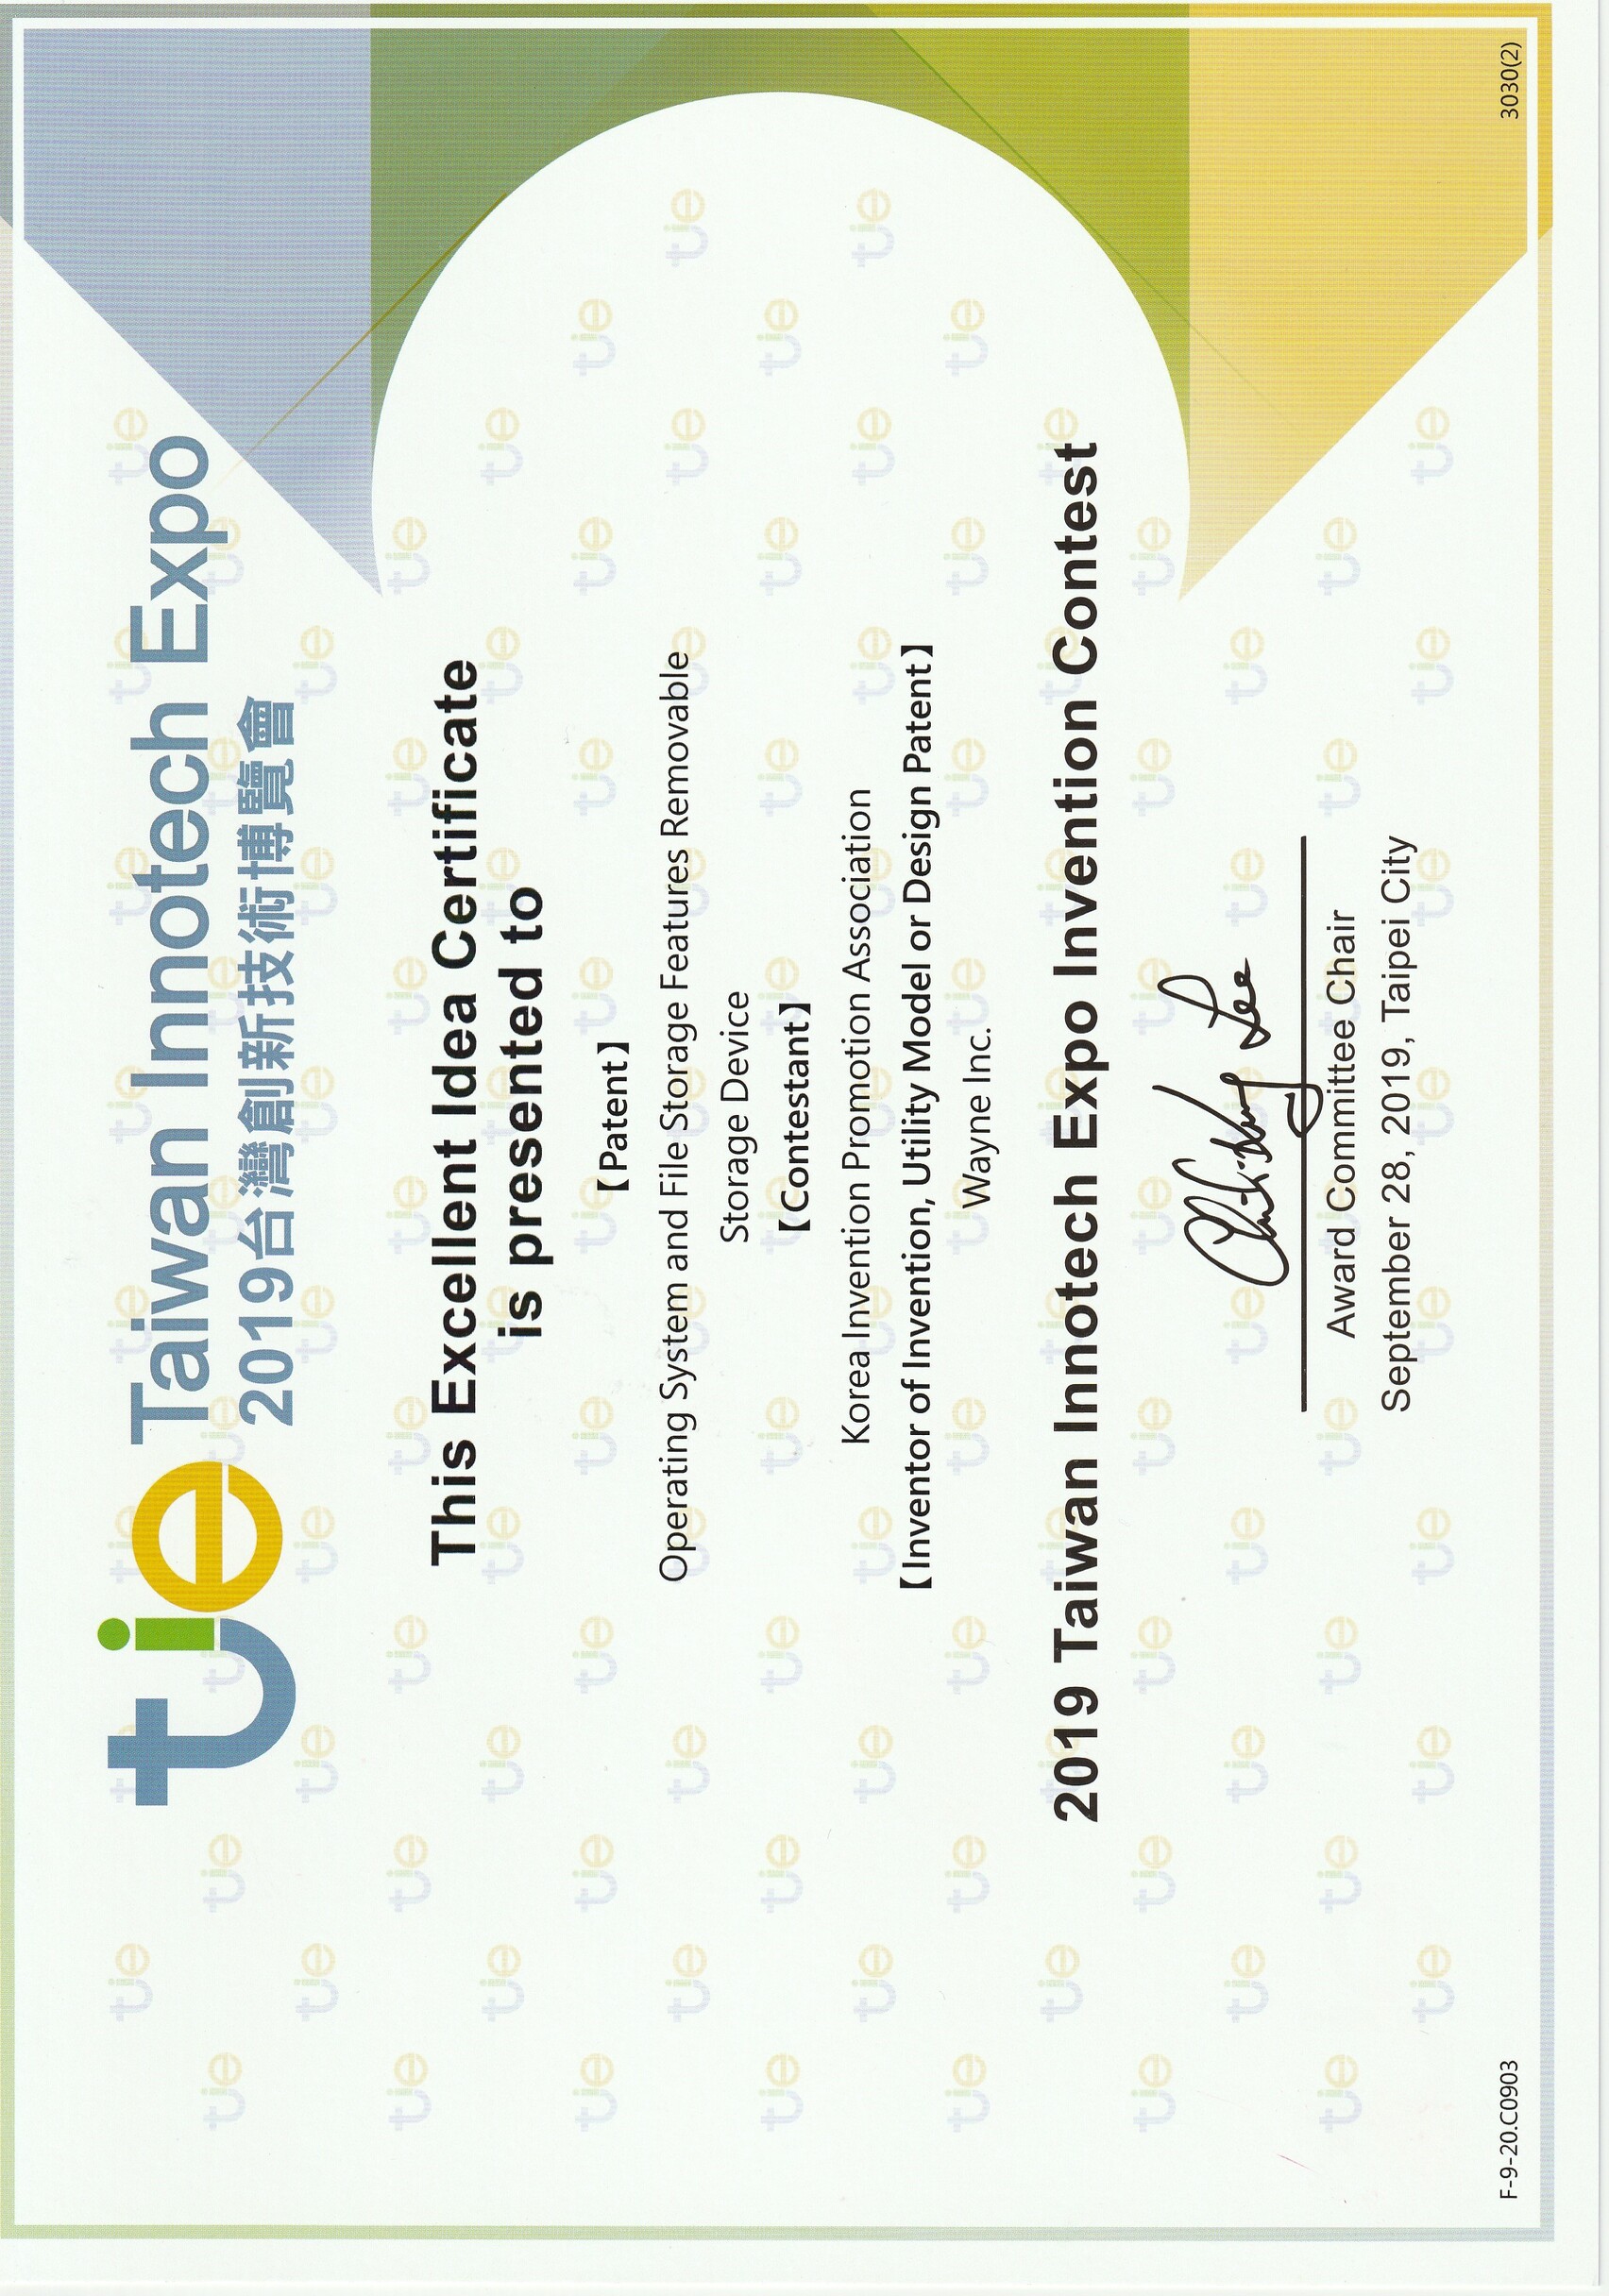 tie Taiwan Innotech Expo
2019台灣創新技術博覽會
This Excellent Idea Certificate
is presented to
【Patent】
Operating System and File Storage Features Removable
Storage Device
【Contestant】
Korea Invention Promotion Association
【Inventor of Invention, Utility Model or Design Patent】
Wayne Inc.
2019 Taiwan Innotech Expo Invention Contest
Chih-Kung Lee
Award Committee Chair
September 28, 2019, Taipei City
F-9-20.C0903
3030(2)